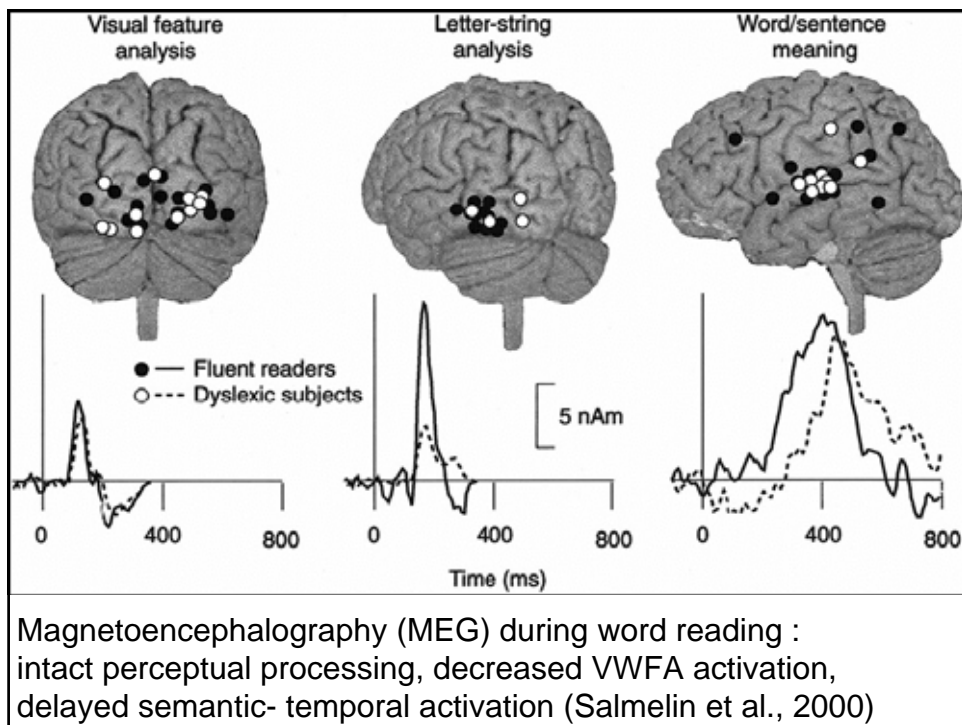 Visual feature
analysis
Letter-string
analysis
Word/sentence
meaning
Fluent readers
Dyslexic subjects
5 nAm
0 400 800
0 400 800
0 400 800
Time (ms)
Magnetoencephalography (MEG) during word reading :
intact perceptual processing, decreased VWFA activation,
delayed semantic- temporal activation (Salmelin et al., 2000)